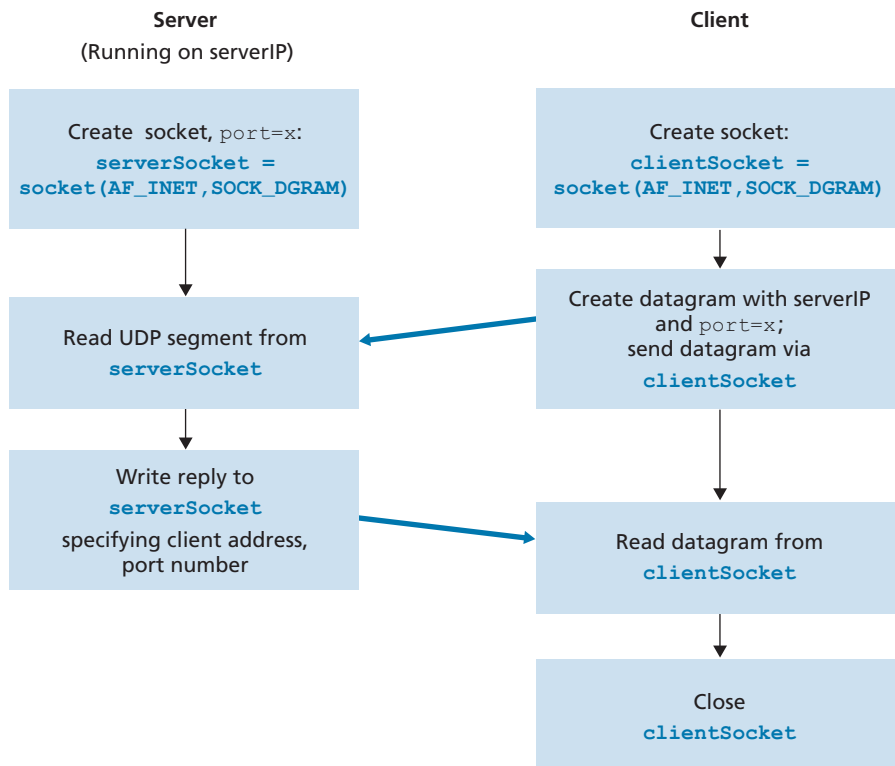 Server
(Running on serverIP)
Create socket, port=x:
serverSocket =
socket(AF_INET,SOCK_DGRAM)
Read UDP segment from
serverSocket
Write reply to
serverSocket
specifying client address,
port number
Client
Create socket:
clientSocket =
socket(AF_INET,SOCK_DGRAM)
Create datagram with serverIP
and port=x;
send datagram via
clientSocket
Read datagram from
clientSocket
Close
clientSocket